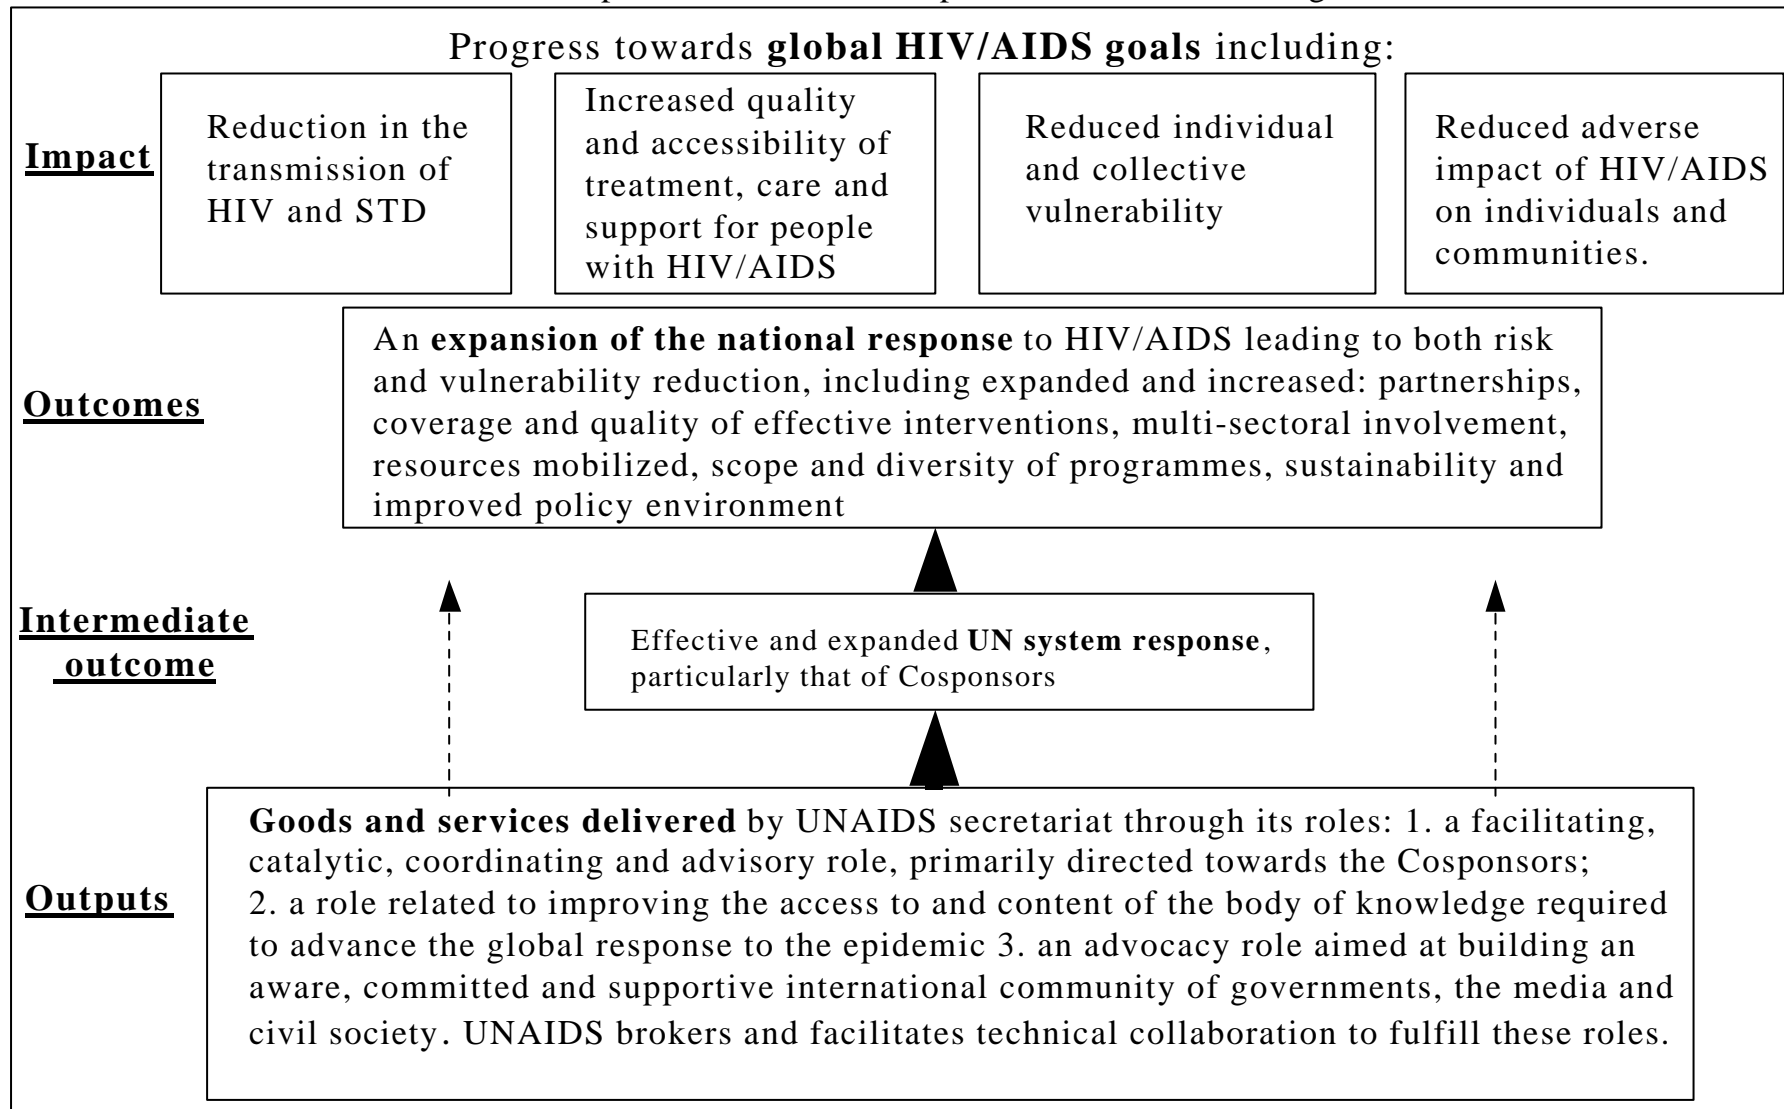 Progress towards global HIV/AIDS goals including:
Impact
Reduction in the
transmission of
HIV and STD
Increased quality
and accessibility of
treatment, care and
support for people
with HIV/AIDS
Reduced individual
and collective
vulnerability
Reduced adverse
impact of HIV/AIDS
on individuals and
communities.
Outcomes
An expansion of the national response to HIV/AIDS leading to both risk
and vulnerability reduction, including expanded and increased: partnerships,
coverage and quality of effective interventions, multi-sectoral involvement,
resources mobilized, scope and diversity of programmes, sustainability and
improved policy environment
Intermediate
outcome
Effective and expanded UN system response,
particularly that of Cosponsors
Outputs
Goods and services delivered by UNAIDS secretariat through its roles: 1. a facilitating,
catalytic, coordinating and advisory role, primarily directed towards the Cosponsors;
2. a role related to improving the access to and content of the body of knowledge required
to advance the global response to the epidemic 3. an advocacy role aimed at building an
aware, committed and supportive international community of governments, the media and
civil society. UNAIDS brokers and facilitates technical collaboration to fulfill these roles.